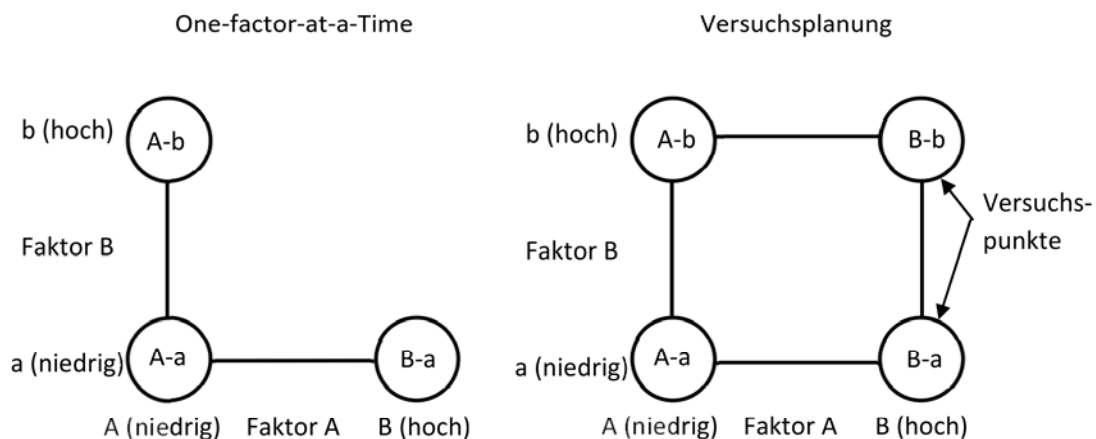 One-factor-at-a-Time
b (hoch)
A-b
Faktor B
a (niedrig)
A-a
B-a
A (niedrig) Faktor A B (hoch)
Versuchsplanung
b (hoch)
A-b
B-b
Versuchs-
punkte
Faktor B
a (niedrig)
A-a
B-a
A (niedrig) Faktor A B (hoch)